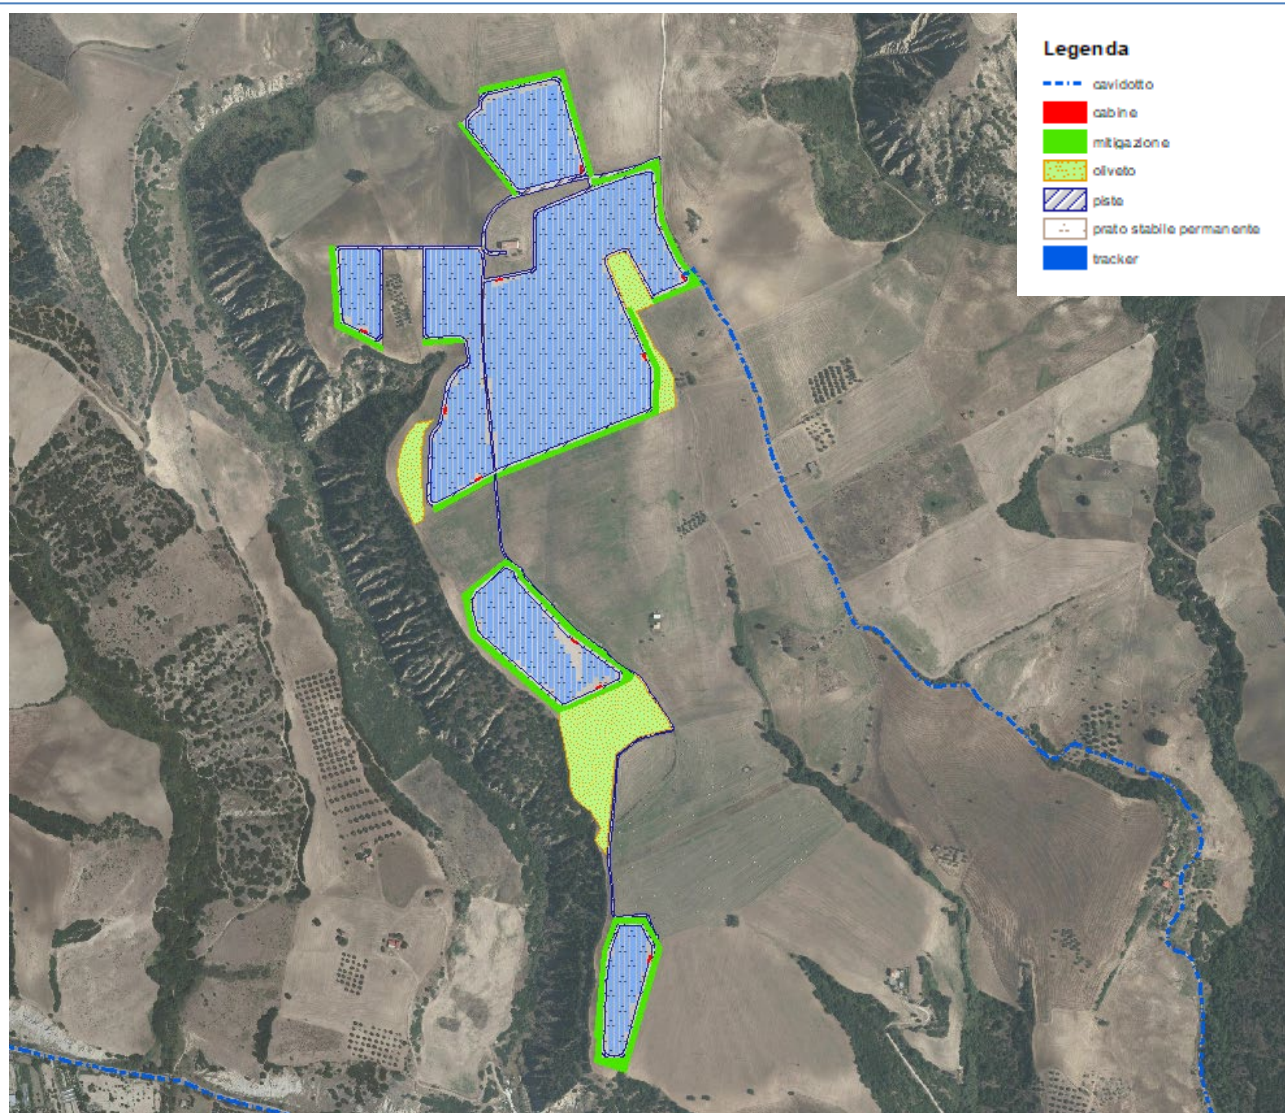 Legenda
cavidotto
cabine
mitigazione
oliveto
piste
prato stabile permanente
tracker